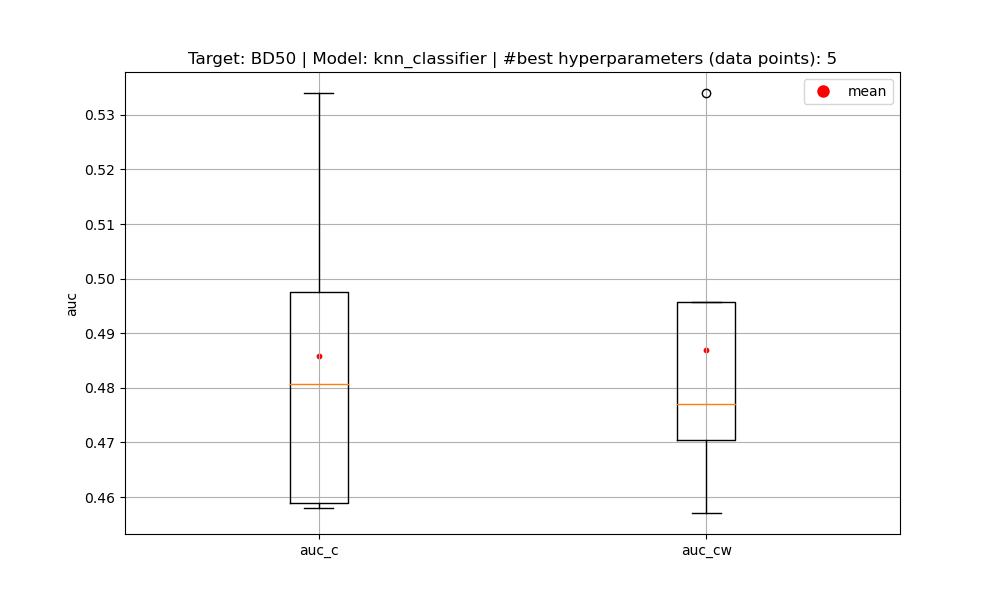 Target: BD50 | Model: knn_classifier | #best hyperparameters (data points): 5
mean
0.53
0.52
0.51
0.50
0.49
0.48
0.47
0.46
auc
auc_c
auc_cw